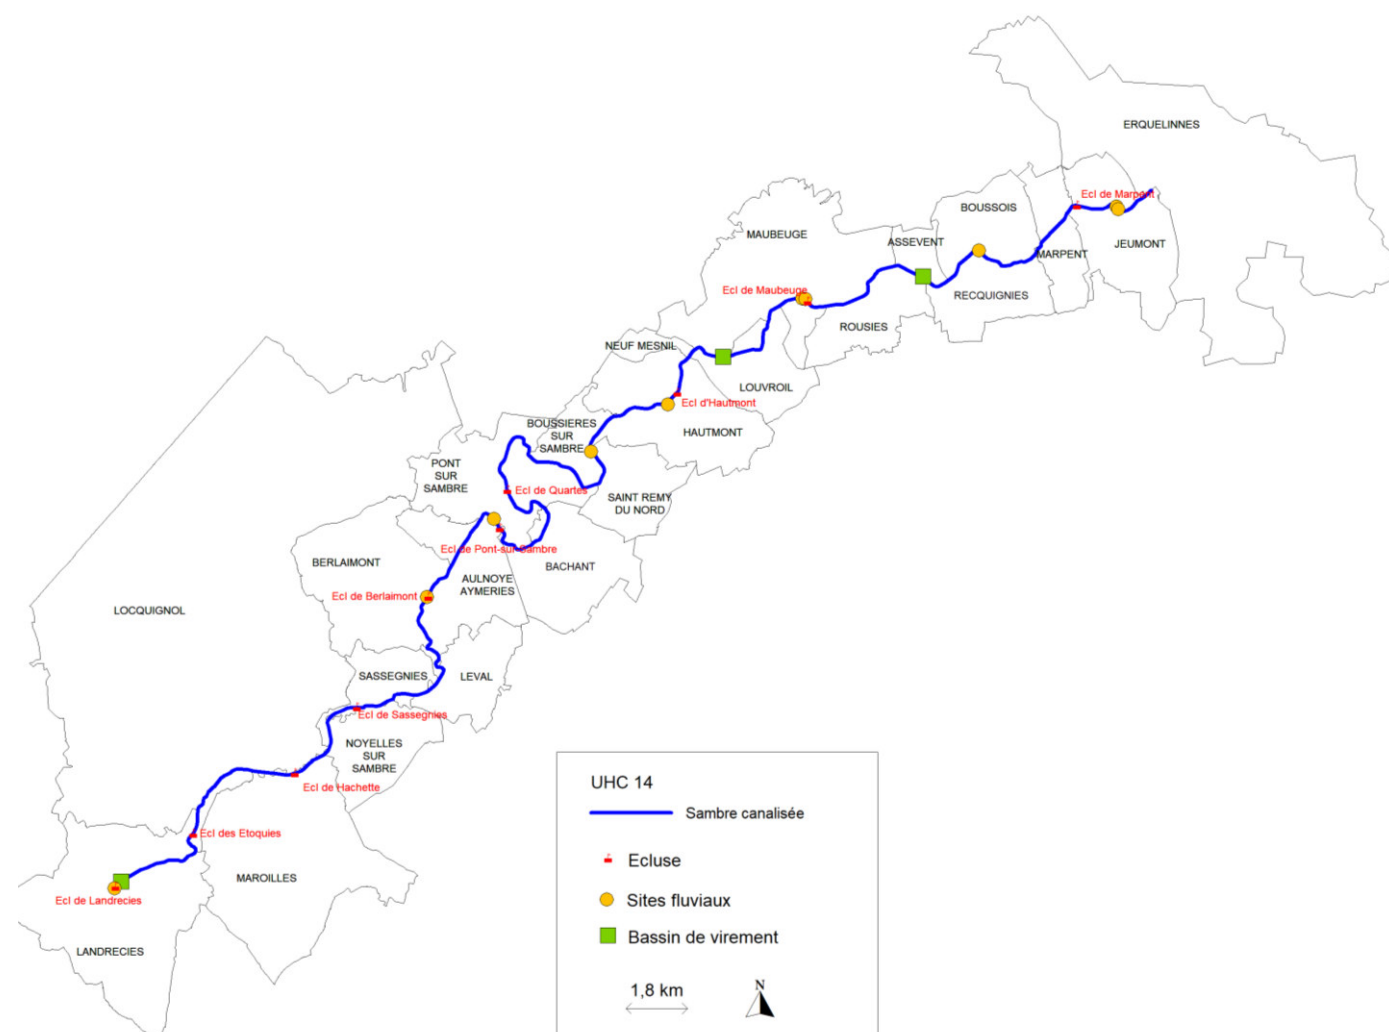 ERQUELINNES
Ecl de Marpent
BOUSSOIS
MAUBEUGE
ASSEVENT
JEUMONT
MARPENT
Ecl de Maubeuge
RECQUIGNIES
ROUSIES
NEUF MESNIL
LOUVROIL
Ecl d'Hautmont
BOUSSIERES
SUR
SAMBRE
HAUTMONT
PONT
SUR
SAMBRE
Ecl de Quartes
SAINT REMY
DU NORD
Ecl de Pont-sur-Sambre
BERLAIMONT
BACHANT
AULNOYE
AYMERIES
Ecl de Berlaimont
LOCQUIGNOL
SASSEGNIES
LEVAL
Ecl de Sassegnies
NOYELLES
SUR
SAMBRE
Ecl de Hachette
Ecl des Etoquies
MAROILLES
Ecl de Landrecies
LANDRECIES
UHC 14
Sambre canalisée
Ecluse
Sites fluviaux
Bassin de virement
1,8 km
N